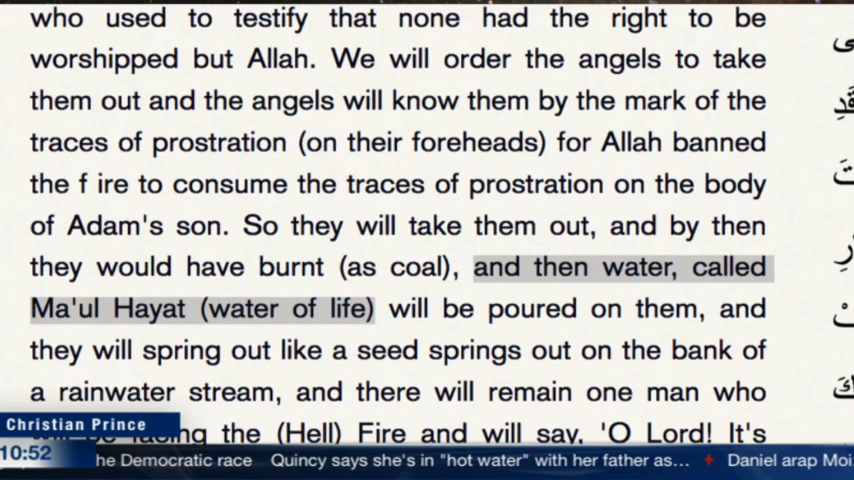 who used to testify that none had the right to be
worshipped but Allah. We will order the angels to take
them out and the angels will know them by the mark of the
traces of prostration (on their foreheads) for Allah banned
the f ire to consume the traces of prostration on the body
of Adam's son. So they will take them out, and by then
they would have burnt (as coal), and then water, called
Ma'ul Hayat (water of life) will be poured on them, and
they will spring out like a seed springs out on the bank of
a rainwater stream, and there will remain one man who
will be facing the (Hell) Fire and will say, 'O Lord! It's
Christian Prince
10:52
he Democratic race Quincy says she's in "hot water" with her father as... Daniel arap Moi